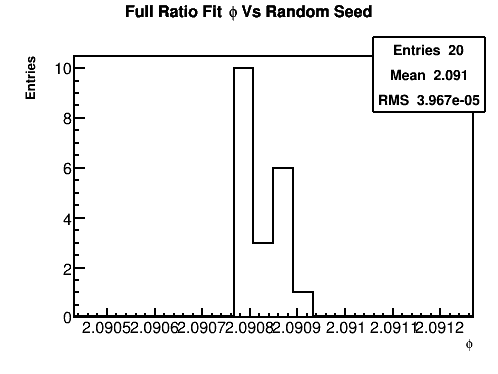 Full Ratio Fit ϕ Vs Random Seed
Entries 20
Mean 2.091
RMS 3.967e-05
Entries
10
8
6
4
2
0
2.0905 2.0906 2.0907 2.0908 2.0909 2.091 2.0911 2.0912
ϕ